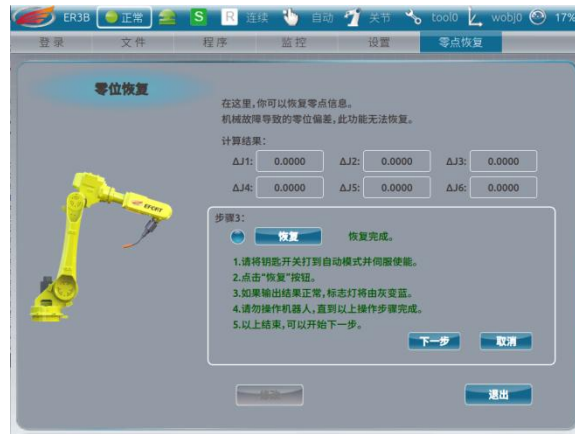 ER3B 正常 S R 连续 自动 关节 tool0 wobj0 17%
登录 文件 程序 监控 设置 零点恢复
零位恢复
在这里,你可以恢复零点信息。
机械故障导致的零位偏差,此功能无法恢复。
计算结果:
ΔJ1: 0.0000 ΔJ2: 0.0000 ΔJ3: 0.0000
ΔJ4: 0.0000 ΔJ5: 0.0000 ΔJ6: 0.0000
EFORT
步骤3:
恢复 恢复完成。
1.请将钥匙开关打到自动模式并伺服使能。
2.点击“恢复”按钮。
3.如果输出结果正常,标志灯将由灰变蓝。
4.请勿操作机器人,直到以上操作步骤完成。
5.以上结束,可以开始下一步。
下一步 取消
退出